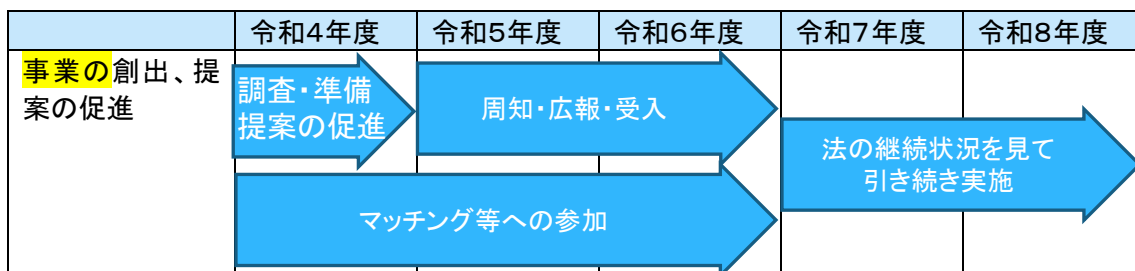 令和4年度 令和5年度 令和6年度 令和7年度 令和8年度
事業の創出、提
案の促進
調査・準備
提案の促進
周知・広報・受入
法の継続状況を見て
引き続き実施
マッチング等への参加